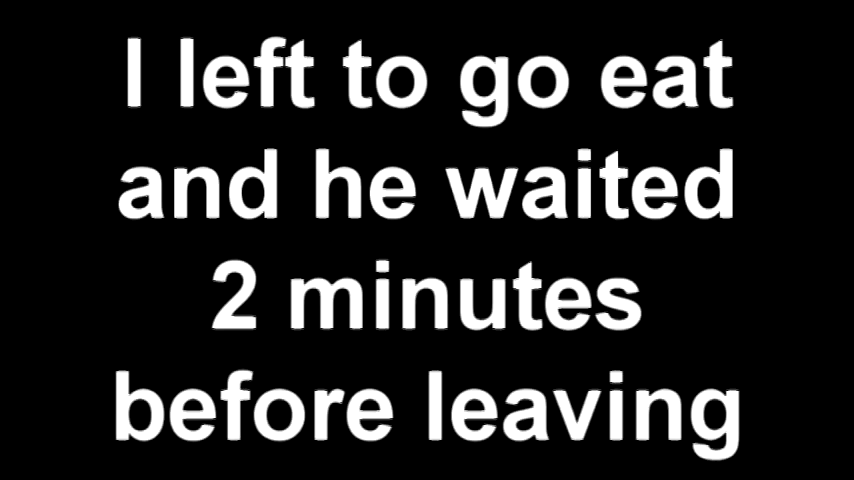 I left to go eat
and he waited
2 minutes
before leaving